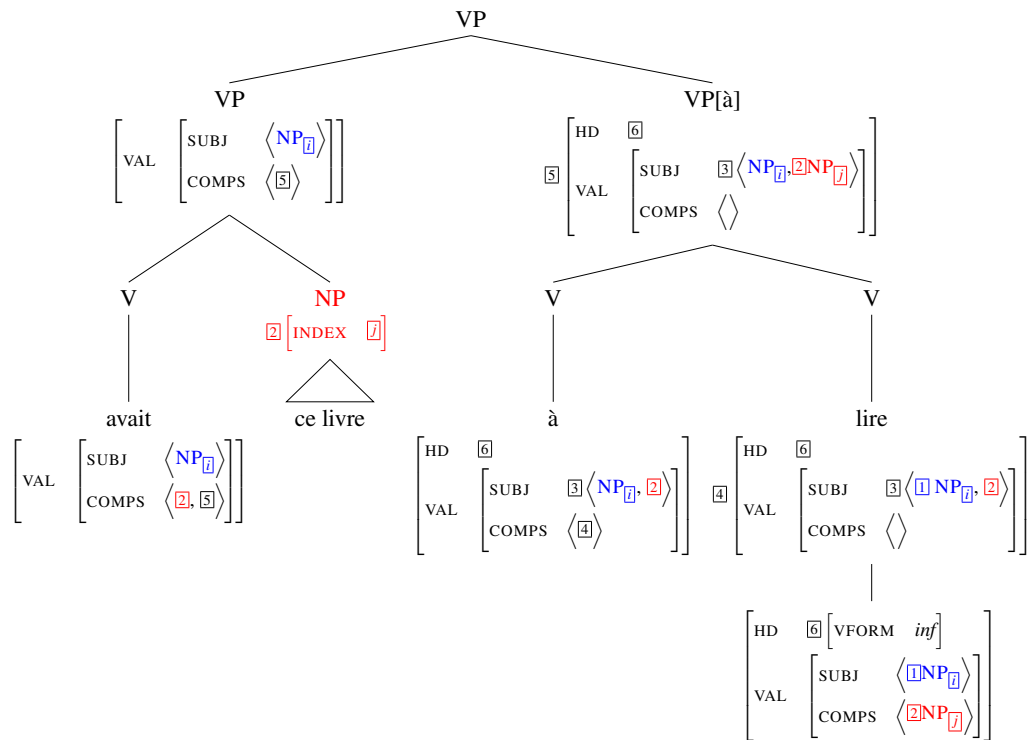 VP
VP VP[à]
[VAL [SUBJ ⟨NP[i]⟩ COMPS ⟨[5]⟩]]
[5] [HD [6] VAL [SUBJ [3]⟨NP[i], [2]NP[j]⟩ COMPS ⟨⟩]]
V NP V V
[2][INDEX [j]]
avait ce livre à lire
[VAL [SUBJ ⟨NP[i]⟩ COMPS ⟨[2], [5]⟩]]
[HD [6] VAL [SUBJ [3]⟨NP[i], [2]⟩ COMPS ⟨[4]⟩]]
[4] [HD [6] VAL [SUBJ [3]⟨[1] NP[i], [2]⟩ COMPS ⟨⟩]]
[HD [6][VFORM inf] VAL [SUBJ ⟨[1]NP[i]⟩ COMPS ⟨[2]NP[j]⟩]]